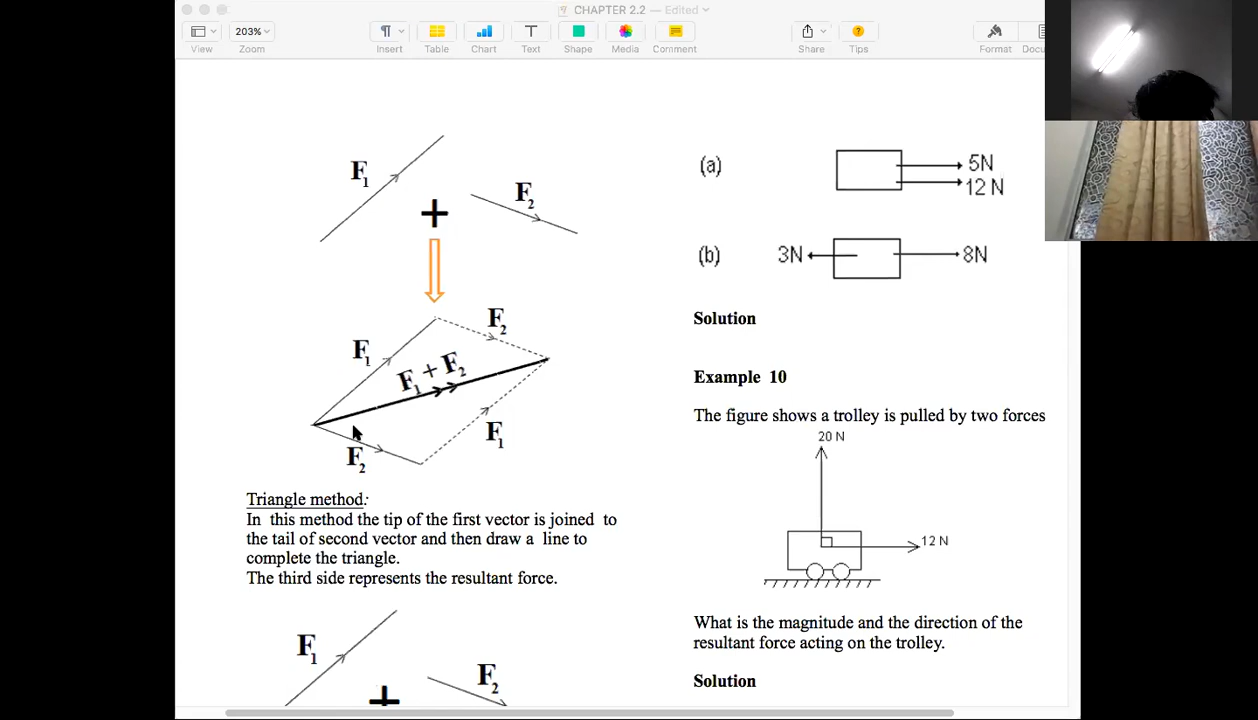 CHAPTER 2.2 — Edited
203%
View
Zoom
Insert
Table
Chart
Text
Shape
Media
Comment
Share
Tips
Format
F₁
+
F₂
F₁
F₂
F₁ + F₂
F₂
F₁
Triangle method:
In this method the tip of the first vector is joined to
the tail of second vector and then draw a line to
complete the triangle.
The third side represents the resultant force.
F₁
+
F₂
(a)
5N
12 N
(b)
3N
8N
Solution
Example 10
The figure shows a trolley is pulled by two forces
20 N
12 N
What is the magnitude and the direction of the
resultant force acting on the trolley.
Solution